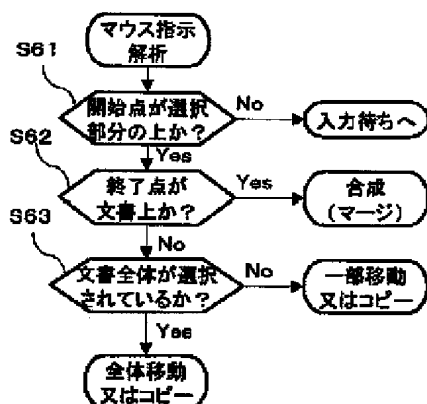 マウス指示
解析
S61
開始点が選択
部分の上か?
No
入力待ちへ
Yes
S62
終了点が
文書上か?
Yes
合成
(マージ)
No
S63
文書全体が選択
されているか?
No
一部移動
又はコピー
Yes
全体移動
又はコピー